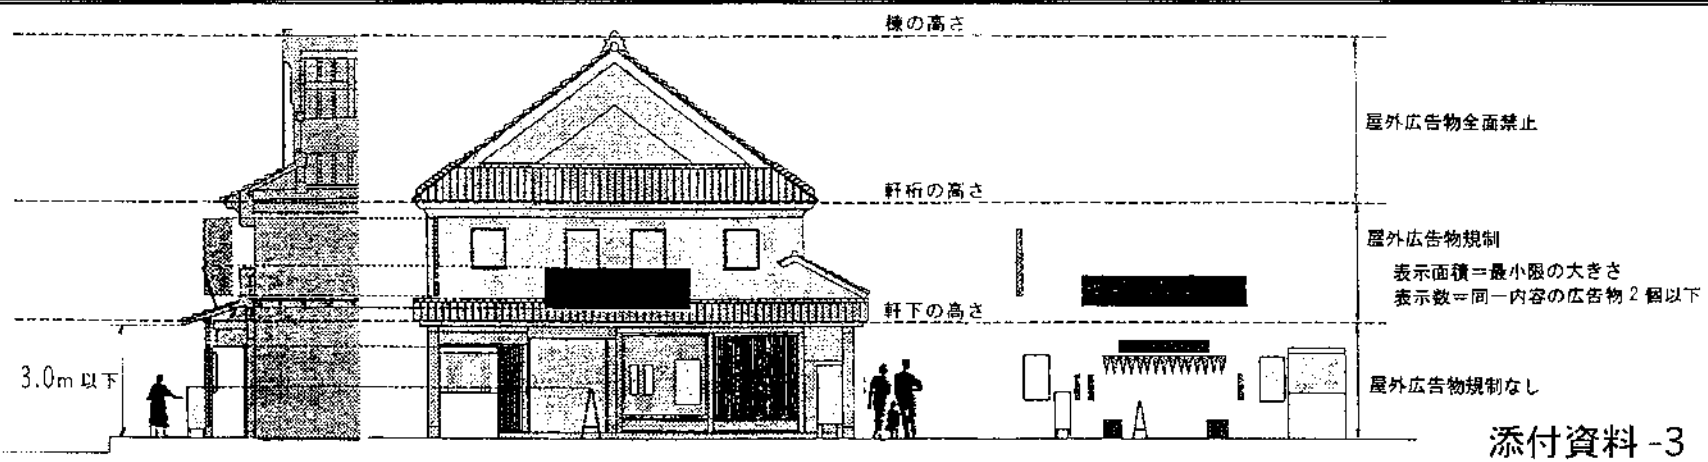 棟の高さ
屋外広告物全面禁止
軒桁の高さ
屋外広告物規制
表示面積=最小限の大きさ
表示数=同一内容の広告物2個以下
軒下の高さ
3.0m 以下
屋外広告物規制なし
添付資料-3